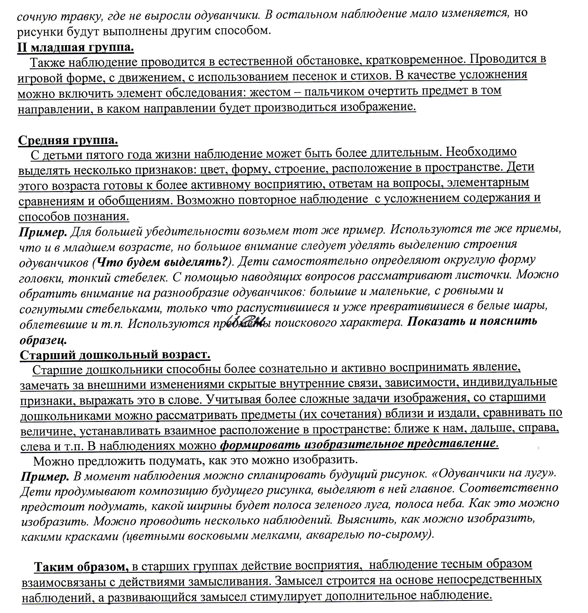 сочную травку, где не выросли одуванчики. В остальном наблюдение мало изменяется, но
рисунки будут выполнены другим способом.
II младшая группа.
Также наблюдение проводится в естественной обстановке, кратковременное. Проводится в
игровой форме, с движением, с использованием песенок и стихов. В качестве усложнения
можно включить элемент обследования: жестом – пальчиком очертить предмет в том
направлении, в каком направлении будет производиться изображение.
Средняя группа.
С детьми пятого года жизни наблюдение может быть более длительным. Необходимо
выделять несколько признаков: цвет, форму, строение, расположение в пространстве. Дети
этого возраста готовы к более активному восприятию, ответам на вопросы, элементарным
сравнениям и обобщениям. Возможно повторное наблюдение с усложнением содержания и
способов познания.
Пример. Для большей убедительности возьмем тот же пример. Используются те же приемы,
что и в младшем возрасте, но большее внимание следует уделять выделению строения
одуванчиков (Что будем выделять?). Дети самостоятельно определяют округлую форму
головки, тонкий стебелек. С помощью наводящих вопросов рассматривают листочки. Можно
обратить внимание на разнообразие одуванчиков: большие и маленькие, с ровными и
согнутыми стебельками, только что распустившиеся и уже превратившиеся в белые шары,
облетевшие и т.п. Используются поискового характера. Показать и пояснить
образец.
Старший дошкольный возраст.
Старшие дошкольники способны более сознательно и активно воспринимать явление,
замечать за внешними изменениями скрытые внутренние связи, зависимости, индивидуальные
признаки, выражать это в слове. Учитывая более сложные задачи изображения, со старшими
дошкольниками можно рассматривать предметы (их сочетания) вблизи и издали, сравнивать по
величине, устанавливать взаимное расположение в пространстве: ближе к нам, дальше, справа,
слева и т.п. В наблюдениях можно формировать изобразительное представление.
Можно предложить подумать, как это можно изобразить.
Пример. В момент наблюдения можно спланировать будущий рисунок. «Одуванчики на лугу».
Дети продумывают композицию будущего рисунка, выделяют в ней главное. Соответственно
предстоит подумать, какой ширины будет полоса зеленого луга, полоса неба. Как это можно
изобразить. Можно проводить несколько наблюдений. Выяснить, как можно изобразить,
какими красками (цветными восковыми мелками, акварелью по-сырому).
Таким образом, в старших группах действие восприятия, наблюдение тесным образом
взаимосвязаны с действиями замысливания. Замысел строится на основе непосредственных
наблюдений, а развивающийся замысел стимулирует дополнительное наблюдение.